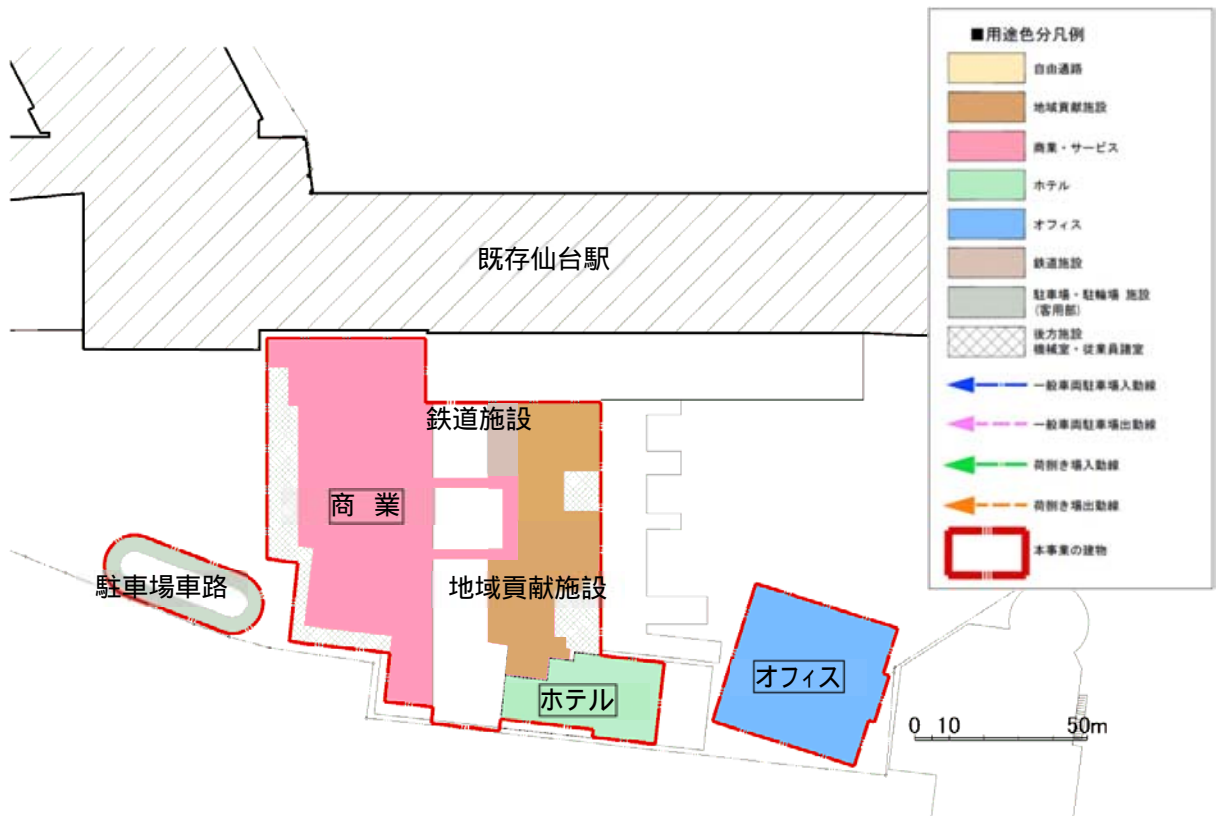 ■用途色分凡例
自由通路
地域貢献施設
商業・サービス
ホテル
オフィス
鉄道施設
駐車場・駐輪場 施設
(客用部)
後方施設
機械室・従業員諸室
一般車両駐車場入動線
一般車両駐車場出動線
荷捌き場入動線
荷捌き場出動線
本事業の建物
既存仙台駅
鉄道施設
商 業
駐車場車路
地域貢献施設
オフィス
ホテル
0 10 50m